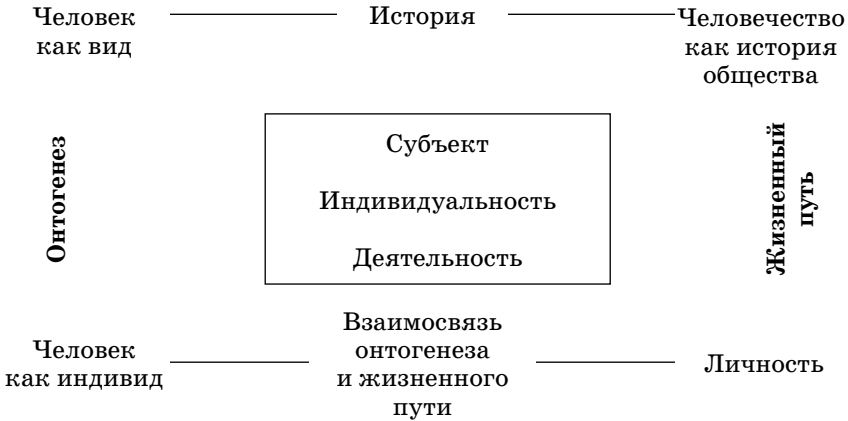 Человек
как вид
История
Человечество
как история
общества
Онтогенез
Субъект
Индивидуальность
Деятельность
Жизненный
путь
Человек
как индивид
Взаимосвязь
онтогенеза
и жизненного
пути
Личность